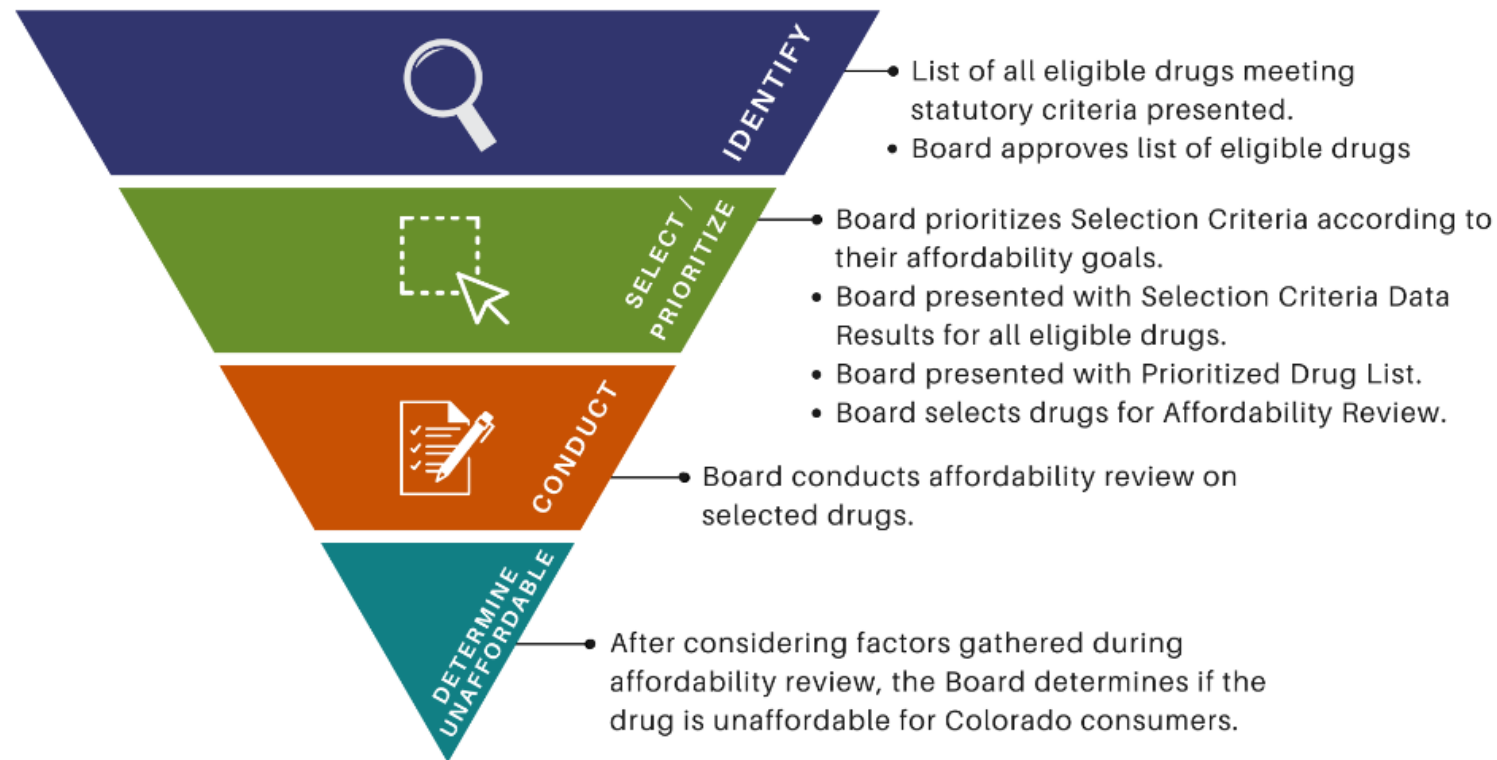 IDENTIFY
• List of all eligible drugs meeting
statutory criteria presented.
• Board approves list of eligible drugs
SELECT /
PRIORITIZE
• Board prioritizes Selection Criteria according to
their affordability goals.
• Board presented with Selection Criteria Data
Results for all eligible drugs.
• Board presented with Prioritized Drug List.
• Board selects drugs for Affordability Review.
CONDUCT
• Board conducts affordability review on
selected drugs.
DETERMINE
UNAFFORDABLE
• After considering factors gathered during
affordability review, the Board determines if the
drug is unaffordable for Colorado consumers.